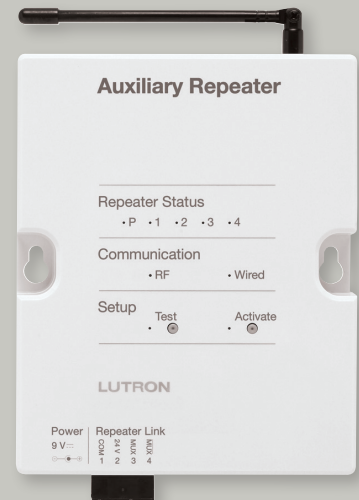 Auxiliary Repeater
Repeater Status
• P • 1 • 2 • 3 • 4
Communication
• RF • Wired
Setup
Test Activate
LUTRON
Power Repeater Link
9 V
COM 24 V MUX MUX
1 2 3 4